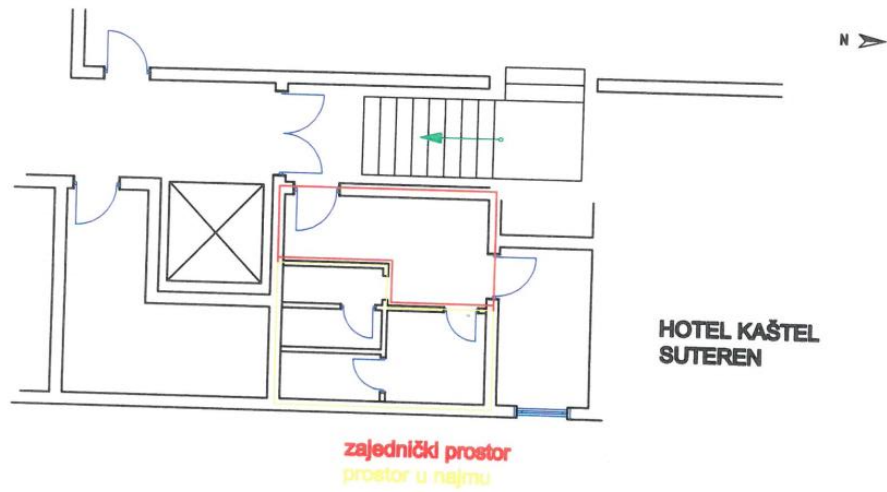 N
HOTEL KAŠTEL
SUTEREN
zajednički prostor
prostor u najmu